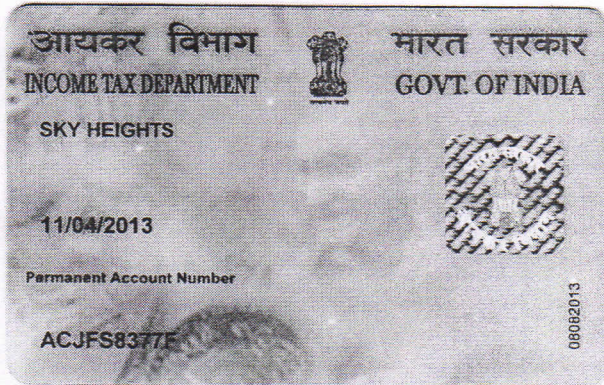 आयकर विभाग
भारत सरकार
INCOME TAX DEPARTMENT
GOVT. OF INDIA
SKY HEIGHTS
11/04/2013
Permanent Account Number
ACJFS8377F
08082013